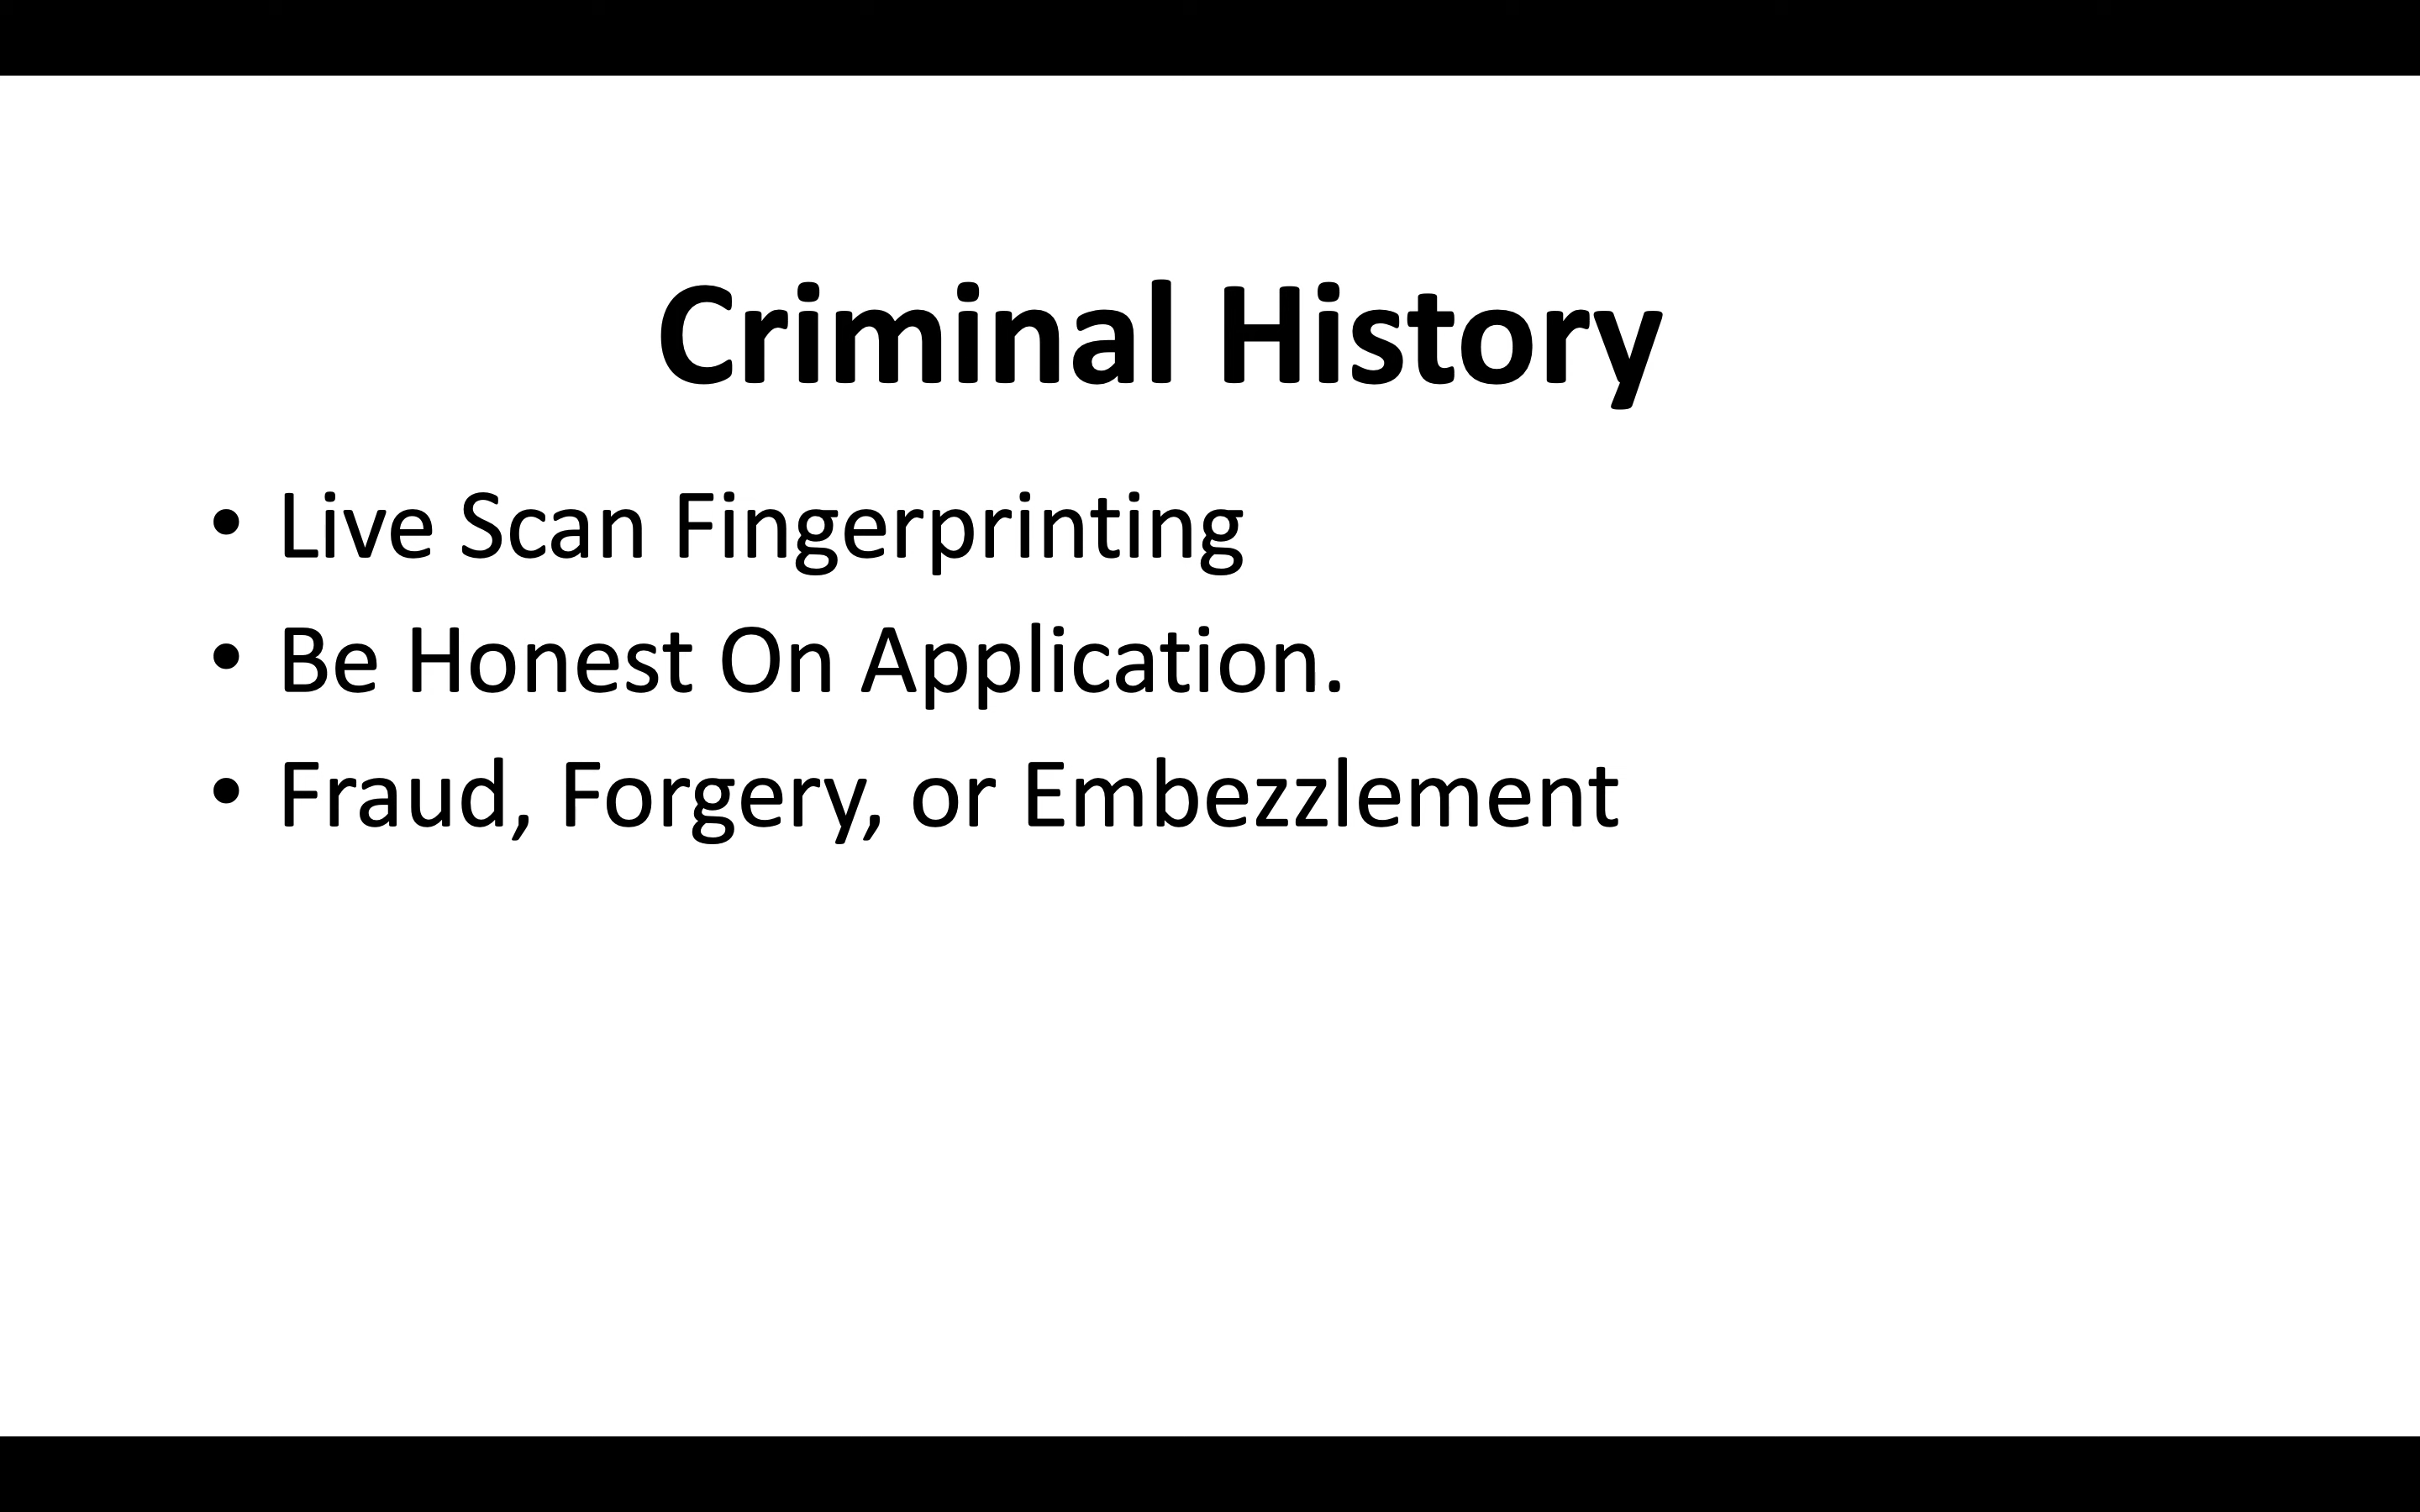 Criminal History
• Live Scan Fingerprinting
• Be Honest On Application.
• Fraud, Forgery, or Embezzlement